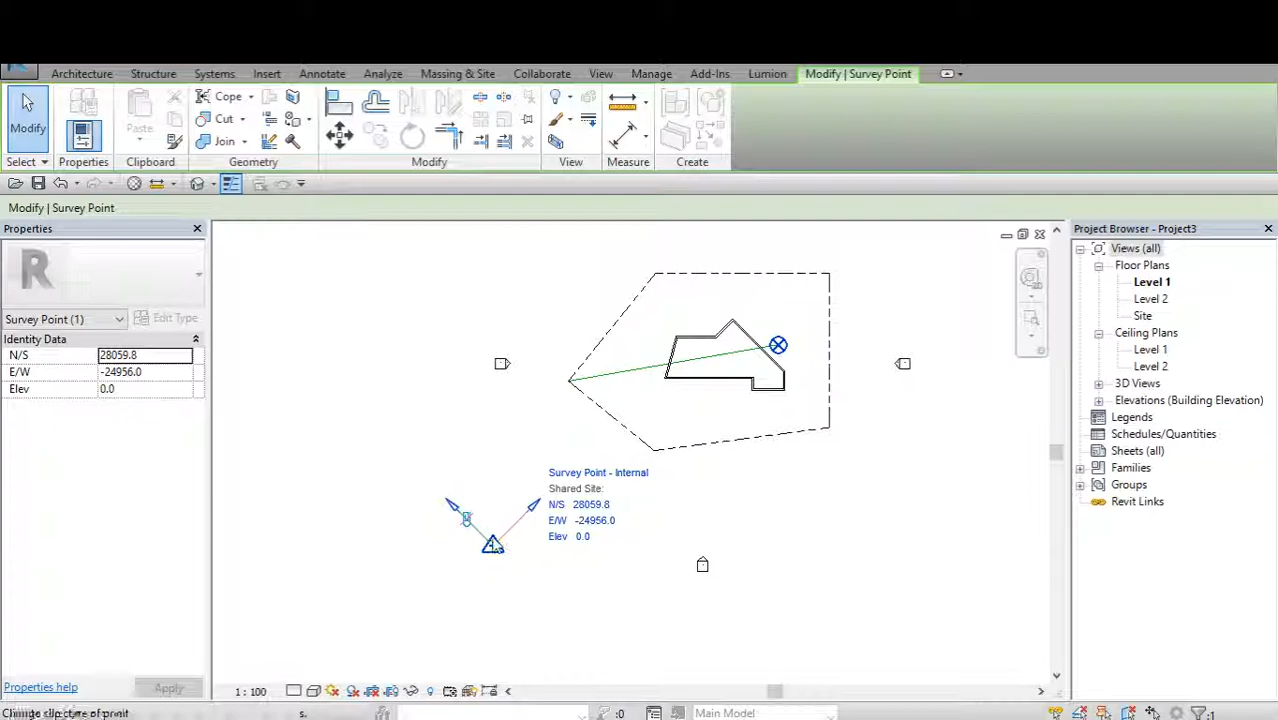 Architecture Structure Systems Insert Annotate Analyze Massing & Site Collaborate View Manage Add-Ins Lumion Modify | Survey Point
Modify
Paste
Cope
Cut
Join
Select Properties Clipboard Geometry Modify View Measure Create
Modify | Survey Point
Properties
R
Survey Point (1) Edit Type
Identity Data
N/S 28059.8
E/W -24956.0
Elev 0.0
Properties help Apply
Survey Point - Internal
Shared Site:
N/S 28059.8
E/W -24956.0
Elev 0.0
1 : 100
Project Browser - Project3
Views (all)
Floor Plans
Level 1
Level 2
Site
Ceiling Plans
Level 1
Level 2
3D Views
Elevations (Building Elevation)
Legends
Schedules/Quantities
Sheets (all)
Families
Groups
Revit Links
:0
Main Model
:1